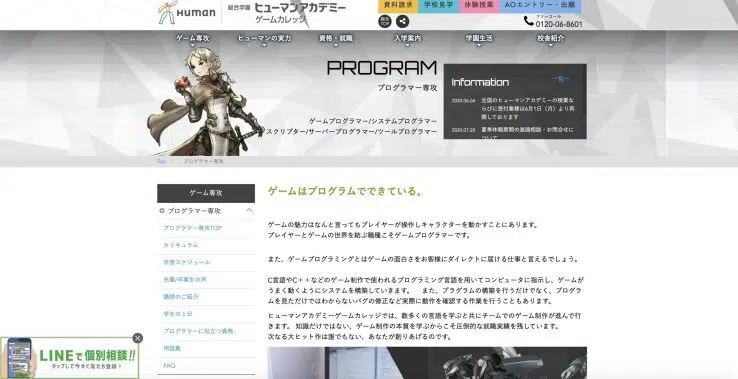 Human
総合学園 ヒューマンアカデミー
ゲームカレッジ
資料請求
学校見学
体験授業
AOエントリー・出願
総合TOP
フリーコール
0120-06-8601
ゲーム専攻
ヒューマンの実力
資格・就職
入学案内
学園生活
校舎紹介
PROGRAM
プログラマー専攻
ゲームプログラマー/システムプログラマー
スクリプター/サーバープログラマー/ツールプログラマー
Information
一覧へ
2020.06.04 全国のヒューマンアカデミーの授業な
らびに受付業務は6月1日（月）より再
開しております
2020.07.28 夏季休暇期間の進路相談・お問合せに
ついて
Top
プログラマー専攻
ゲーム専攻
プログラマー専攻
プログラマー専攻TOP
カリキュラム
学習スケジュール
先輩/卒業生の声
講師のご紹介
学生の１日
プログラマーに役立つ資格
用語集
FAQ
ゲームはプログラムでできている。
ゲームの魅力はなんと言ってもプレイヤーが操作しキャラクターを動かすことにあります。
プレイヤーとゲームの世界を結ぶ職種こそゲームプログラマーです。
また、ゲームプログラミングとはゲームの面白さをお客様にダイレクトに届ける仕事と言えるでしょう。
C言語やC＋＋などのゲーム制作で使われるプログラミング言語を用いてコンピュータに指示し、ゲームが
うまく動くようにシステムを構築していきます。 また、プラグラムの構築を行うだけでなく、プログラム
を見ただけではわからないバグの修正など実際に動作を確認する作業を行うこともあります。
ヒューマンアカデミーゲームカレッジでは、数多くの言語を学ぶと共にチームでのゲーム制作が進んで行
きます。 知識だけではない、ゲーム制作の本質を学ぶからこそ圧倒的な就職実績を残しています。
次なる大ヒット作は誰でもない、あなたが創りあげるのです。
LINEで個別相談!!
タップして今すぐ友だち登録！